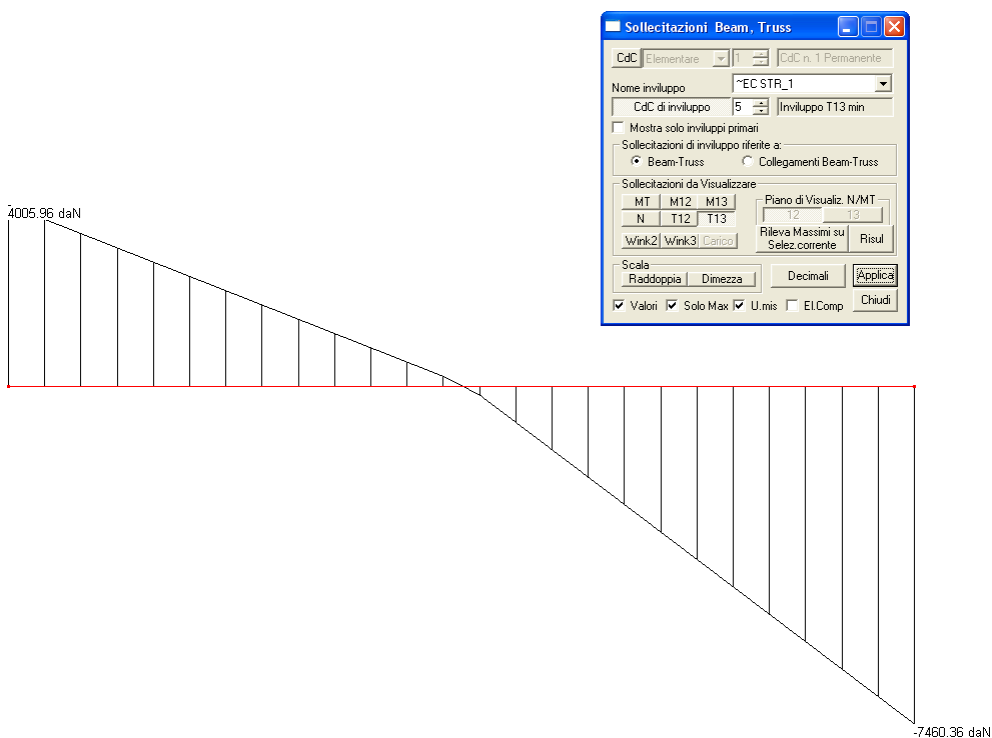 Sollecitazioni Beam, Truss
CdC Elementare 1 CdC n. 1 Permanente
Nome inviluppo ~EC STR_1
CdC di inviluppo 5 Inviluppo T13 min
Mostra solo inviluppi primari
Sollecitazioni di inviluppo riferite a:
Beam-Truss Collegamenti Beam-Truss
Sollecitazioni da Visualizzare
MT M12 M13
Piano di Visualiz. N/MT
N T12 T13
12 13
Wink2 Wink3 Carico
Rileva Massimi su
Selez.corrente
Risul
Scala
Raddoppia Dimezza
Decimali
Applica
Valori Solo Max U.mis El.Comp
Chiudi
4005.96 daN
-7460.36 daN